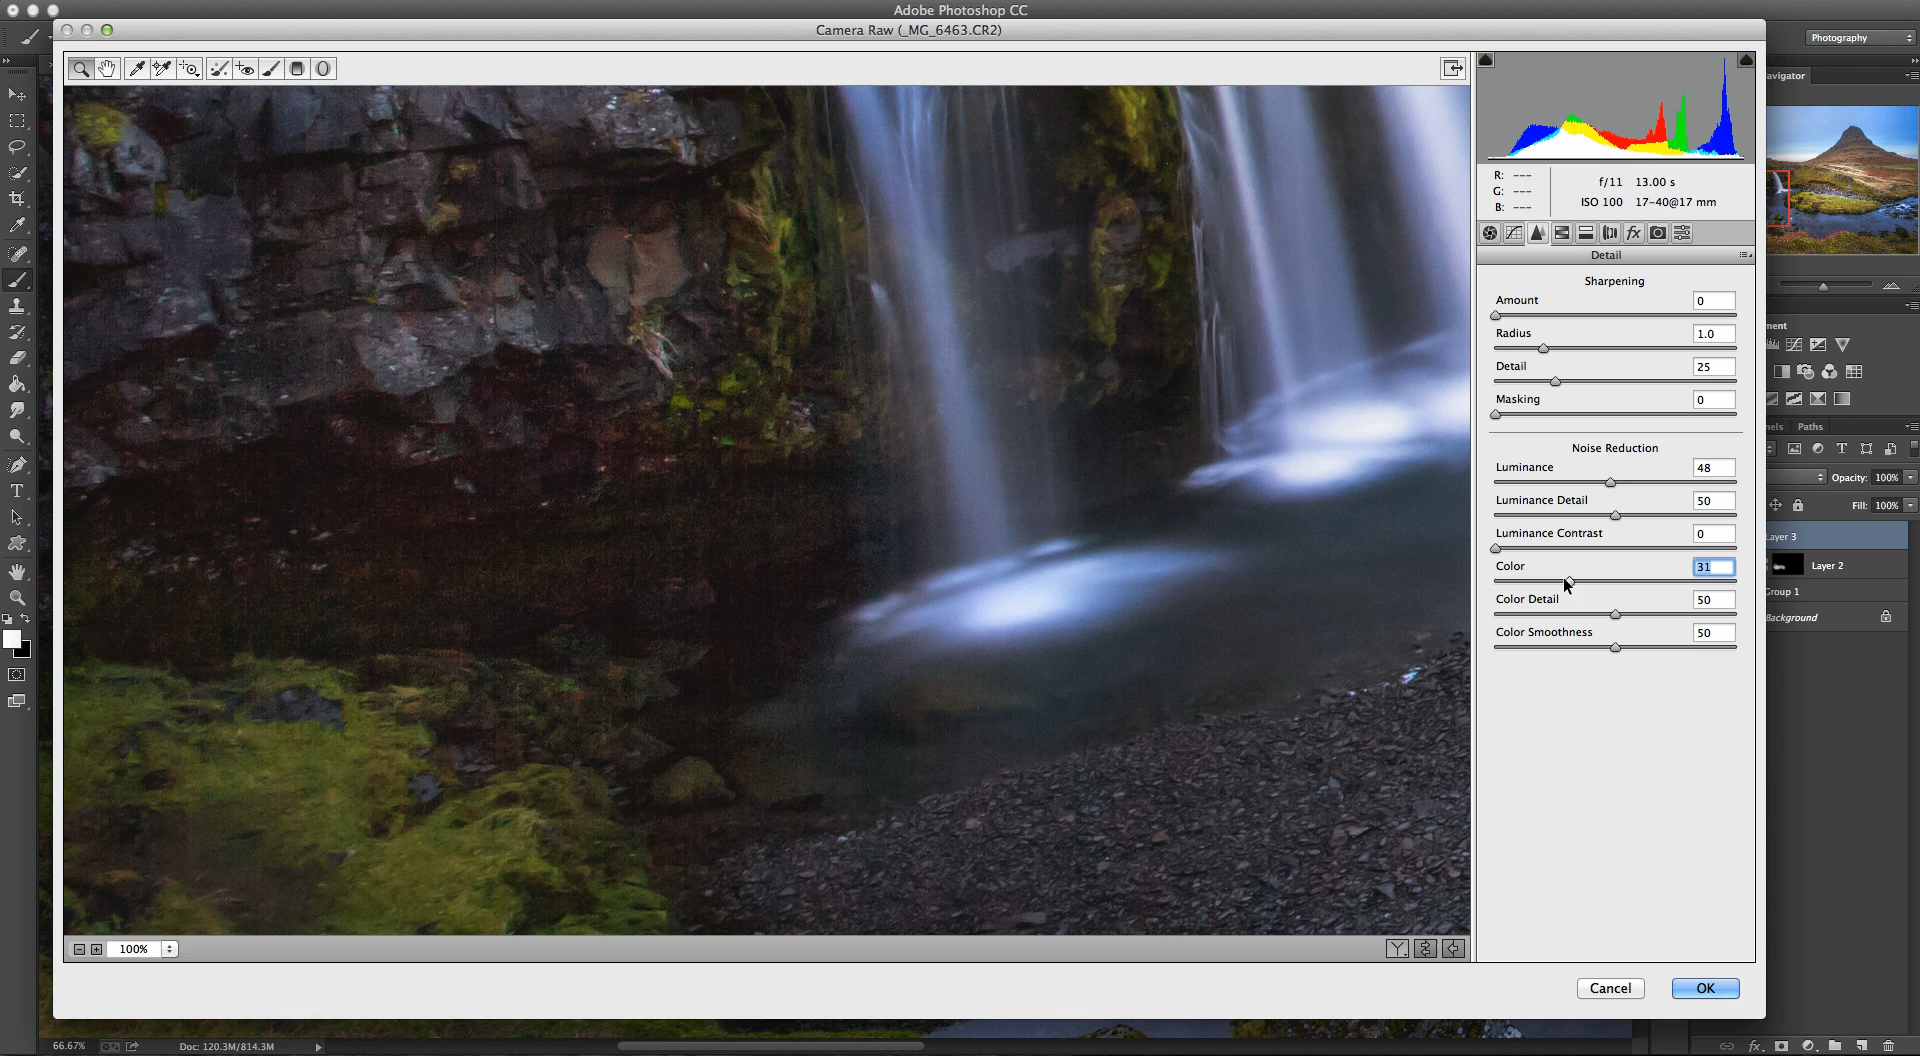 Adobe Photoshop CC
Camera Raw (_MG_6463.CR2)
Photography
avigator
R: ---
G: ---
B: ---
f/11 13.00 s
ISO 100 17-40@17 mm
fx
Detail
Sharpening
Amount 0
Radius 1.0
Detail 25
Masking 0
Noise Reduction
Luminance 48
Luminance Detail 50
Luminance Contrast 0
Color 31
Color Detail 50
Color Smoothness 50
ment
nels Paths
Opacity: 100%
Fill: 100%
ayer 3
Layer 2
Group 1
Background
100%
Cancel OK
66.67% Doc: 120.3M/814.3M
fx